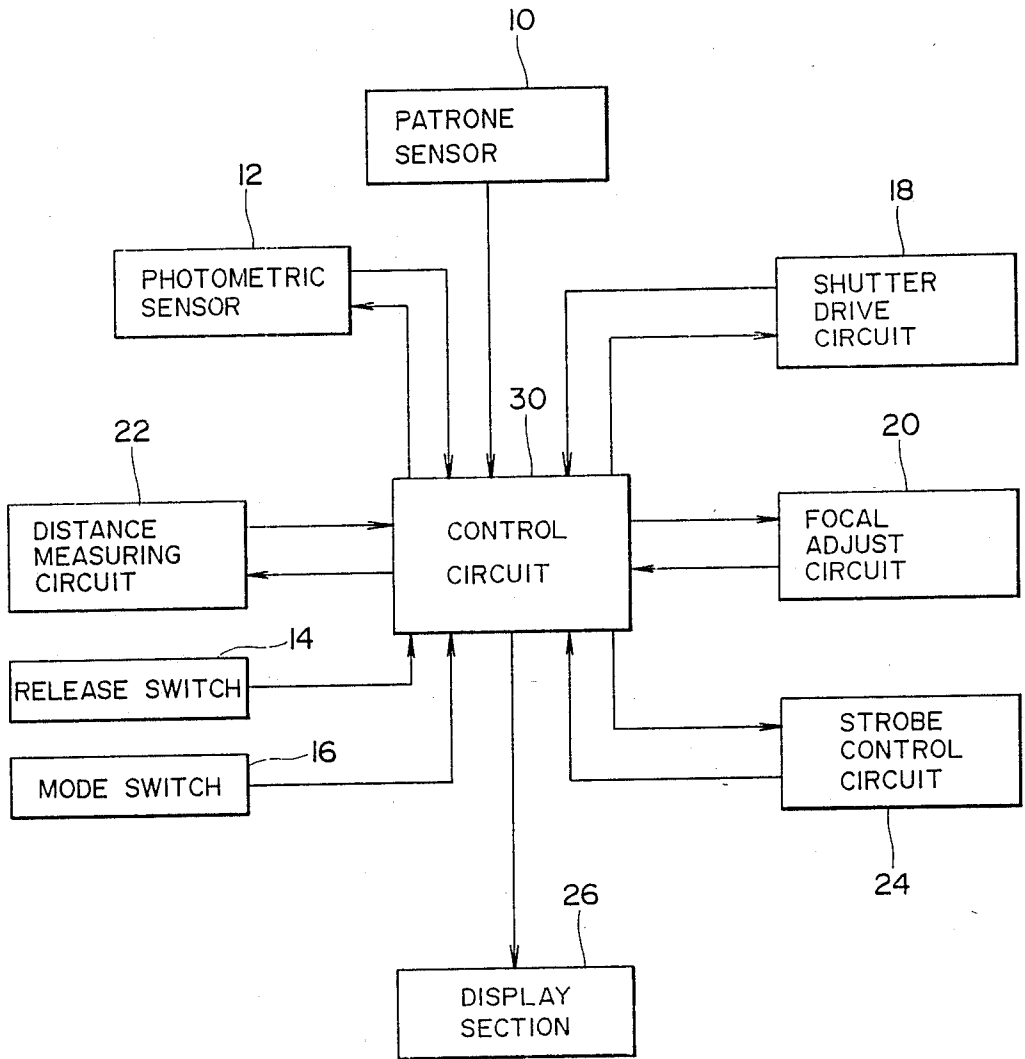 10
PATRONE
SENSOR
12
PHOTOMETRIC
SENSOR
18
SHUTTER
DRIVE
CIRCUIT
30
CONTROL
CIRCUIT
22
DISTANCE
MEASURING
CIRCUIT
20
FOCAL
ADJUST
CIRCUIT
14
RELEASE SWITCH
16
MODE SWITCH
STROBE
CONTROL
CIRCUIT
24
26
DISPLAY
SECTION